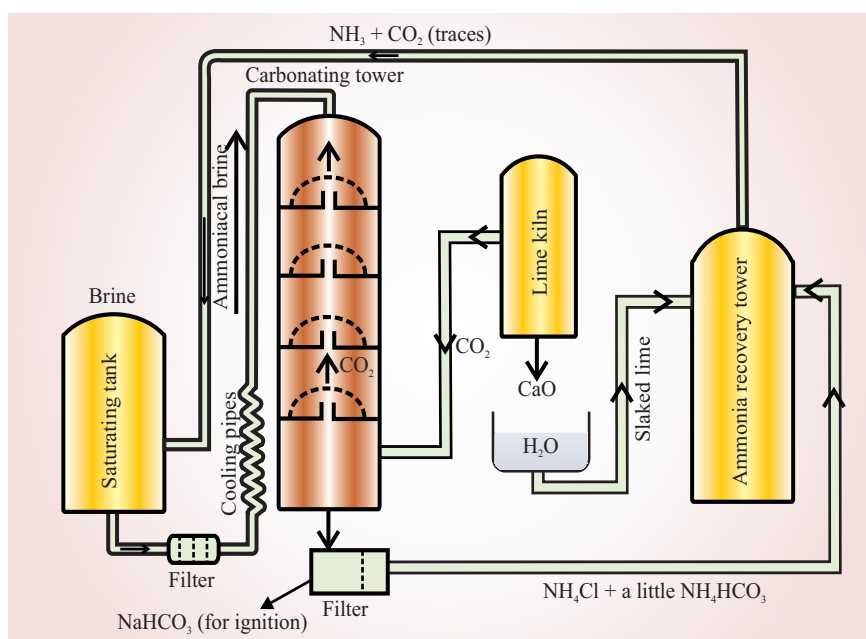 NH₃ + CO₂ (traces)
Carbonating tower
Ammoniacal brine
Brine
Saturating tank
Cooling pipes
Filter
CO₂
Lime kiln
CO₂
CaO
H₂O
Slaked lime
Ammonia recovery tower
NH₄Cl + a little NH₄HCO₃
Filter
NaHCO₃ (for ignition)